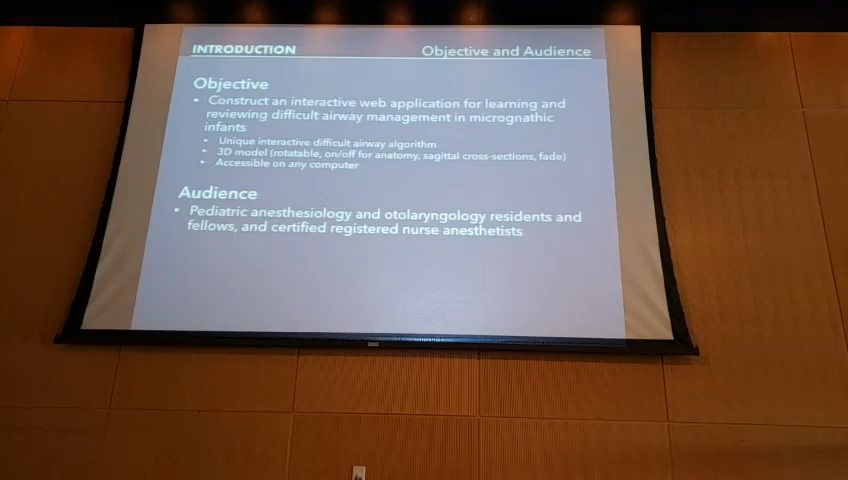 INTRODUCTION Objective and Audience
Objective
• Construct an interactive web application for learning and
reviewing difficult airway management in micrognathic
infants
• Unique interactive difficult airway algorithm
• 3D model (rotatable, on/off for anatomy, sagittal cross-sections, fade)
• Accessible on any computer
Audience
• Pediatric anesthesiology and otolaryngology residents and
fellows, and certified registered nurse anesthetists